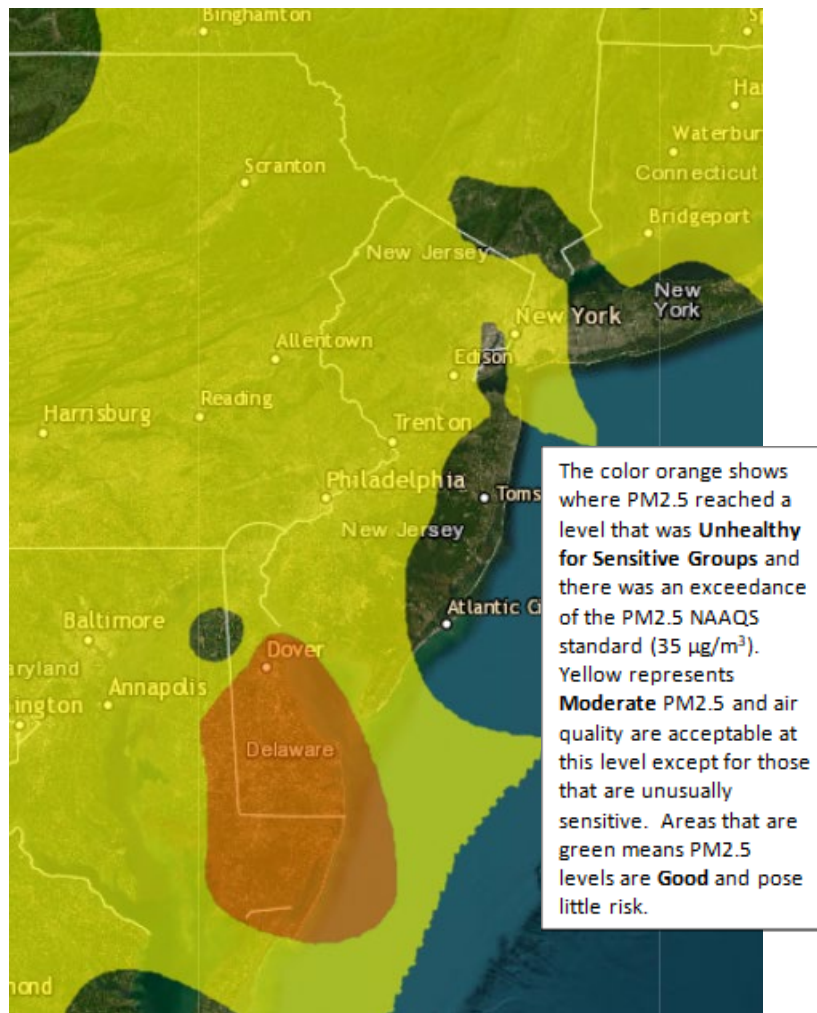 Binghamton
Scranton
Waterbur
Connecticut
Bridgeport
New Jersey
New
York
New York
Allentown
Edison
Harrisburg
Reading
Trenton
Philadelphia
Toms
New Jersey
Atlantic Ci
Baltimore
Dover
aryland
Annapolis
ington
Delaware
mond
The color orange shows
where PM2.5 reached a
level that was Unhealthy
for Sensitive Groups and
there was an exceedance
of the PM2.5 NAAQS
standard (35 µg/m³).
Yellow represents
Moderate PM2.5 and air
quality are acceptable at
this level except for those
that are unusually
sensitive. Areas that are
green means PM2.5
levels are Good and pose
little risk.